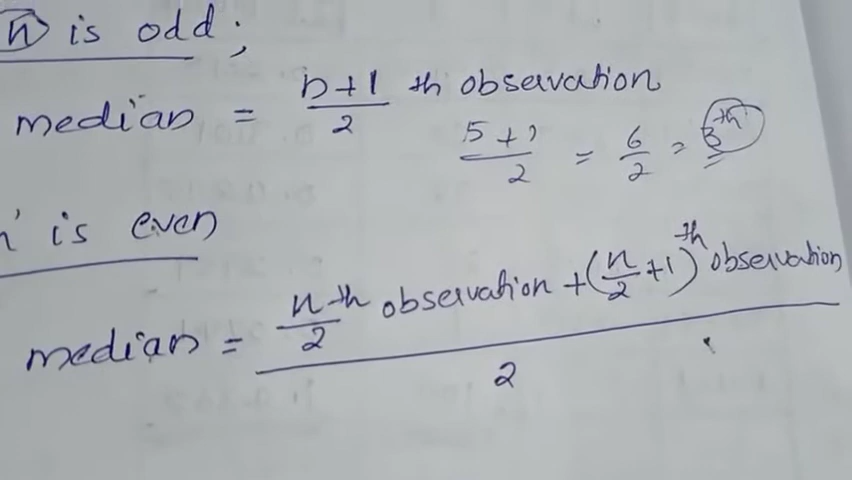 n is odd;
median = n+1/2 th observation
5+1/2 = 6/2 = 3th
n' is even
median = n/2 th observation + (n/2 +1)th observation / 2